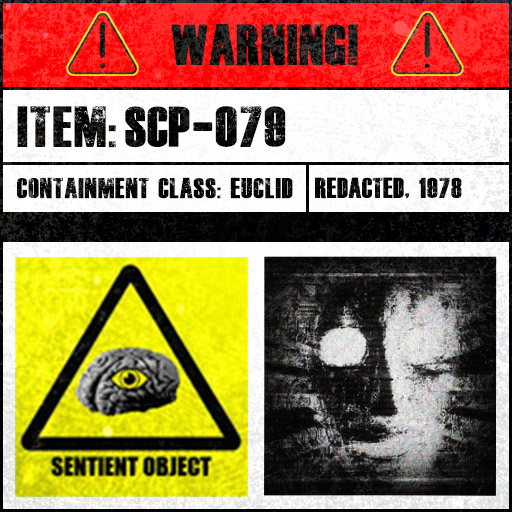 WARNING!
ITEM: SCP-079
CONTAINMENT CLASS: EUCLID
REDACTED, 1978
SENTIENT OBJECT